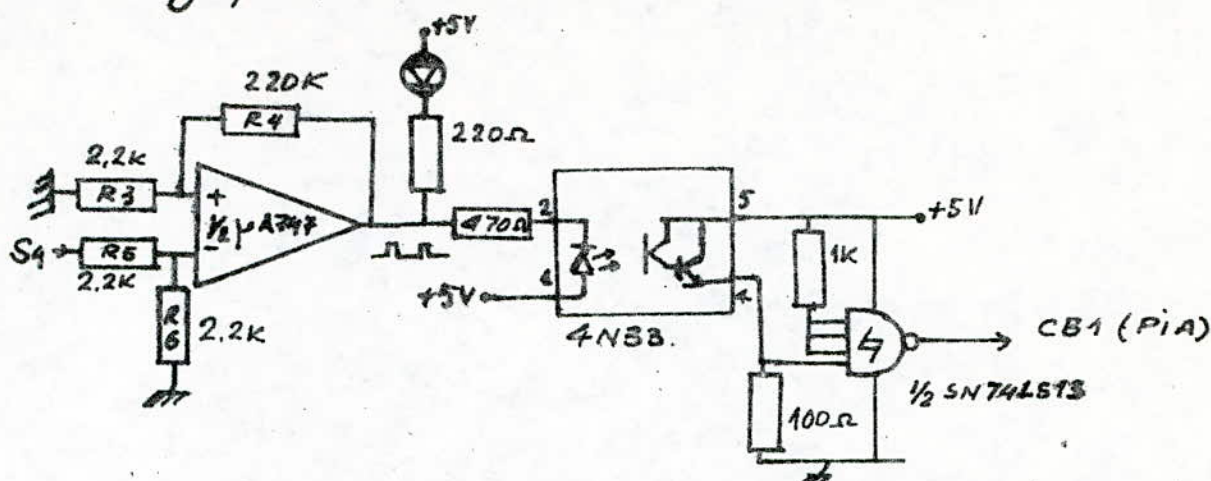 +5V
220K
R4
220Ω
2.2K
R3
+
½ μA747
-
S4
R5
2.2K
R
6
2.2K
470Ω
2
1
+5V
4N33.
5
4
+5V
1K
CB1 (PiA)
½ SN74LS13
100Ω